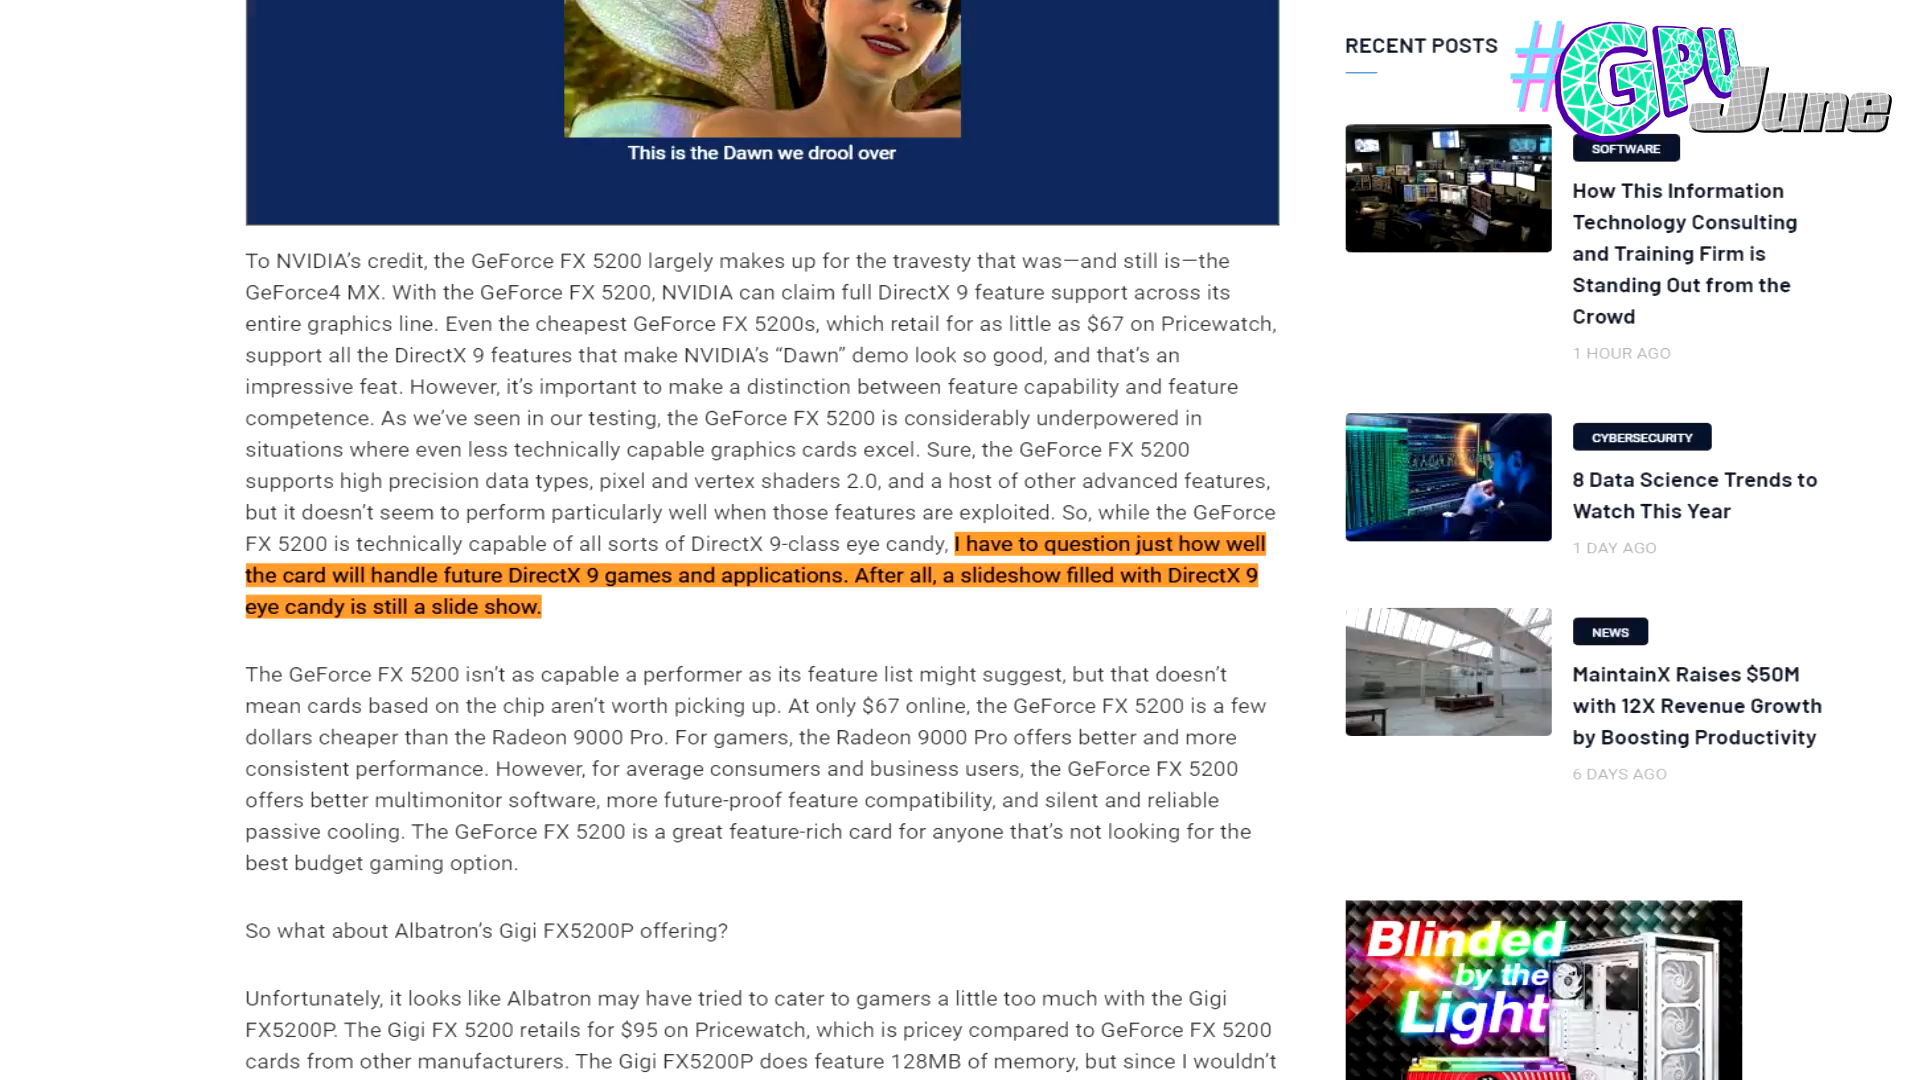 This is the Dawn we drool over
To NVIDIA’s credit, the GeForce FX 5200 largely makes up for the travesty that was—and still is—the
GeForce4 MX. With the GeForce FX 5200, NVIDIA can claim full DirectX 9 feature support across its
entire graphics line. Even the cheapest GeForce FX 5200s, which retail for as little as $67 on Pricewatch,
support all the DirectX 9 features that make NVIDIA’s “Dawn” demo look so good, and that’s an
impressive feat. However, it’s important to make a distinction between feature capability and feature
competence. As we’ve seen in our testing, the GeForce FX 5200 is considerably underpowered in
situations where even less technically capable graphics cards excel. Sure, the GeForce FX 5200
supports high precision data types, pixel and vertex shaders 2.0, and a host of other advanced features,
but it doesn’t seem to perform particularly well when those features are exploited. So, while the GeForce
FX 5200 is technically capable of all sorts of DirectX 9-class eye candy, I have to question just how well
the card will handle future DirectX 9 games and applications. After all, a slideshow filled with DirectX 9
eye candy is still a slide show.
The GeForce FX 5200 isn’t as capable a performer as its feature list might suggest, but that doesn’t
mean cards based on the chip aren’t worth picking up. At only $67 online, the GeForce FX 5200 is a few
dollars cheaper than the Radeon 9000 Pro. For gamers, the Radeon 9000 Pro offers better and more
consistent performance. However, for average consumers and business users, the GeForce FX 5200
offers better multimonitor software, more future-proof feature compatibility, and silent and reliable
passive cooling. The GeForce FX 5200 is a great feature-rich card for anyone that’s not looking for the
best budget gaming option.
So what about Albatron’s Gigi FX5200P offering?
Unfortunately, it looks like Albatron may have tried to cater to gamers a little too much with the Gigi
FX5200P. The Gigi FX 5200 retails for $95 on Pricewatch, which is pricey compared to GeForce FX 5200
cards from other manufacturers. The Gigi FX5200P does feature 128MB of memory, but since I wouldn’t
RECENT POSTS
#GPU June
SOFTWARE
How This Information
Technology Consulting
and Training Firm is
Standing Out from the
Crowd
1 HOUR AGO
CYBERSECURITY
8 Data Science Trends to
Watch This Year
1 DAY AGO
NEWS
MaintainX Raises $50M
with 12X Revenue Growth
by Boosting Productivity
6 DAYS AGO
Blinded
by the
Light